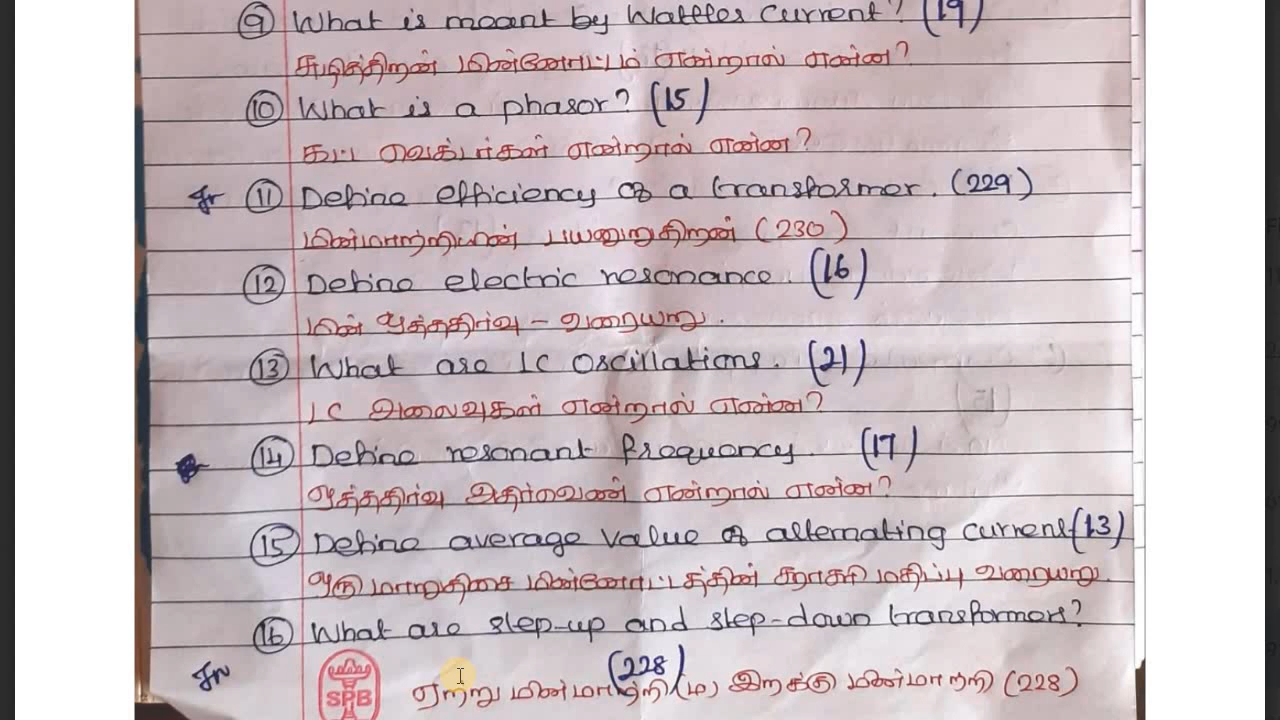 9 What is meant by Wattles current? (19)
சுழித்திறன் மின்னோட்டம் என்றால் என்ன?
10 What is a phasor? (15)
கட்ட வெக்டர்கள் என்றால் என்ன?
11 Define efficiency of a transformer. (229)
மின்மாற்றியின் பயனுறுதிறன் (230)
12 Define electric resonance. (16)
மின் ஒத்ததிர்வு - வரையறு.
13 What are LC Oscillations. (21)
LC அலைவுகள் என்றால் என்ன?
14 Define resonant frequency. (17)
ஒத்ததிர்வு அதிர்வெண் என்றால் என்ன?
15 Define average value of alternating current (13)
ஒரு மாறுதிசை மின்னோட்டத்தின் சராசரி மதிப்பு வரையறு.
16 What are step-up and step-down transformers?
(228)
ஏற்று மின்மாற்றி (ம) இறக்கு மின்மாற்றி (228)
SPB